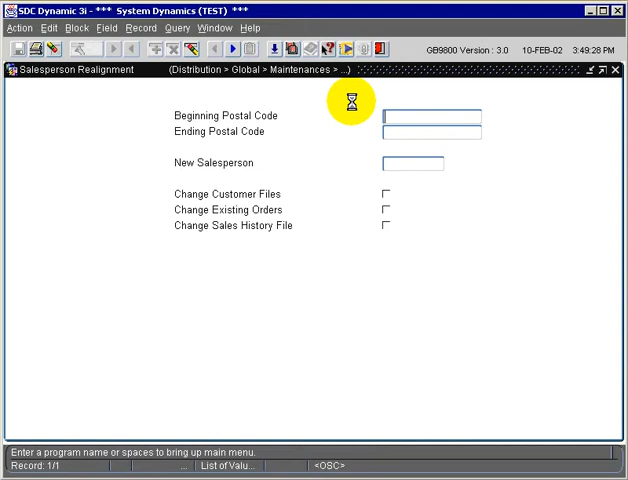 SDC Dynamic 3i - *** System Dynamics (TEST) ***
Action Edit Block Field Record Query Window Help
GB9800 Version : 3.0 10-FEB-02 3:49:28 PM
Salesperson Realignment (Distribution > Global > Maintenances > ...)
Beginning Postal Code
Ending Postal Code
New Salesperson
Change Customer Files
Change Existing Orders
Change Sales History File
Enter a program name or spaces to bring up main menu.
Record: 1/1 ... List of Valu... <OSC>